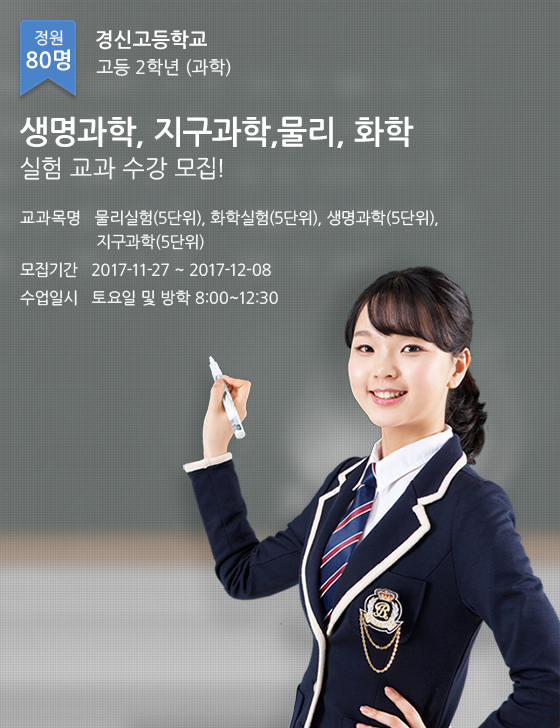 정원
80명
경신고등학교
고등 2학년 (과학)
생명과학, 지구과학,물리, 화학
실험 교과 수강 모집!
교과목명 물리실험(5단위), 화학실험(5단위), 생명과학(5단위),
지구과학(5단위)
모집기간 2017-11-27 ~ 2017-12-08
수업일시 토요일 및 방학 8:00~12:30